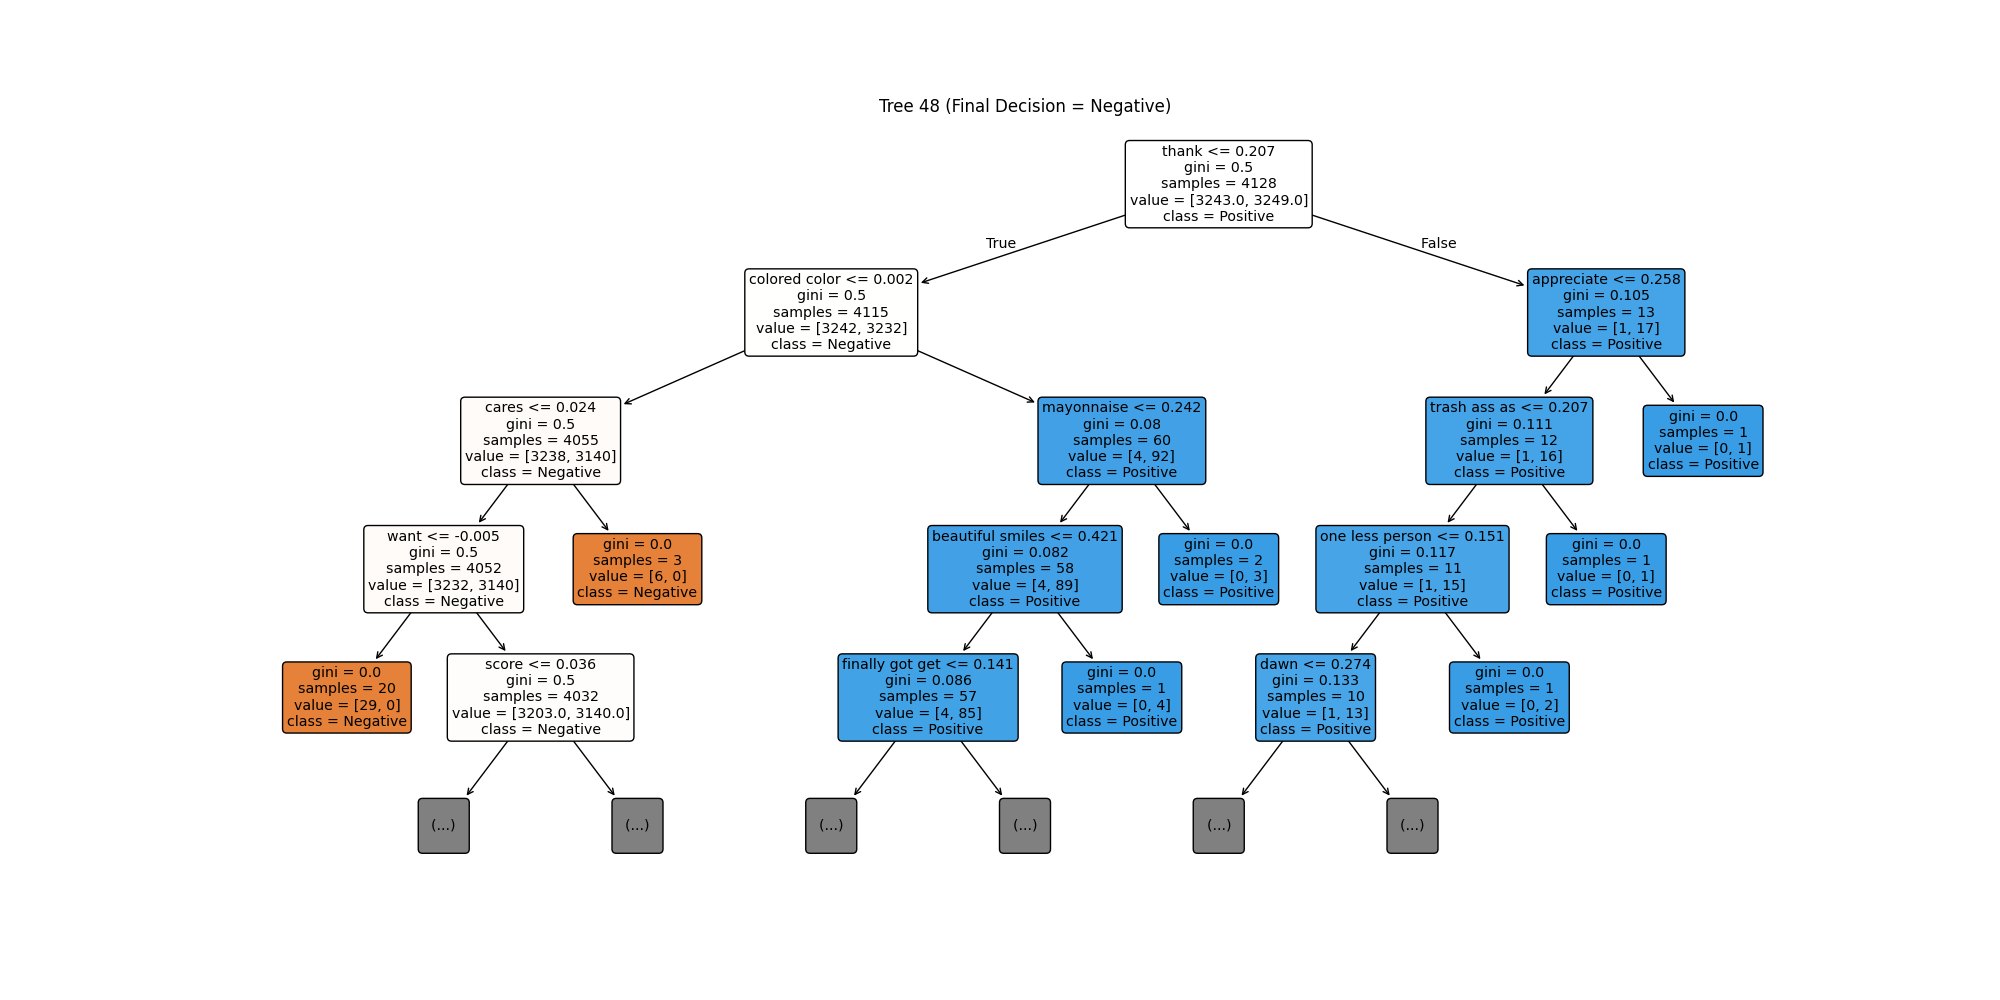 Tree 48 (Final Decision = Negative)
thank <= 0.207
gini = 0.5
samples = 4128
value = [3243.0, 3249.0]
class = Positive
True
False
colored color <= 0.002
gini = 0.5
samples = 4115
value = [3242, 3232]
class = Negative
appreciate <= 0.258
gini = 0.105
samples = 13
value = [1, 17]
class = Positive
cares <= 0.024
gini = 0.5
samples = 4055
value = [3238, 3140]
class = Negative
mayonnaise <= 0.242
gini = 0.08
samples = 60
value = [4, 92]
class = Positive
trash ass as <= 0.207
gini = 0.111
samples = 12
value = [1, 16]
class = Positive
gini = 0.0
samples = 1
value = [0, 1]
class = Positive
want <= -0.005
gini = 0.5
samples = 4052
value = [3232, 3140]
class = Negative
gini = 0.0
samples = 3
value = [6, 0]
class = Negative
beautiful smiles <= 0.421
gini = 0.082
samples = 58
value = [4, 89]
class = Positive
gini = 0.0
samples = 2
value = [0, 3]
class = Positive
one less person <= 0.151
gini = 0.117
samples = 11
value = [1, 15]
class = Positive
gini = 0.0
samples = 1
value = [0, 1]
class = Positive
gini = 0.0
samples = 20
value = [29, 0]
class = Negative
score <= 0.036
gini = 0.5
samples = 4032
value = [3203.0, 3140.0]
class = Negative
finally got get <= 0.141
gini = 0.086
samples = 57
value = [4, 85]
class = Positive
gini = 0.0
samples = 1
value = [0, 4]
class = Positive
dawn <= 0.274
gini = 0.133
samples = 10
value = [1, 13]
class = Positive
gini = 0.0
samples = 1
value = [0, 2]
class = Positive
(...)
(...)
(...)
(...)
(...)
(...)